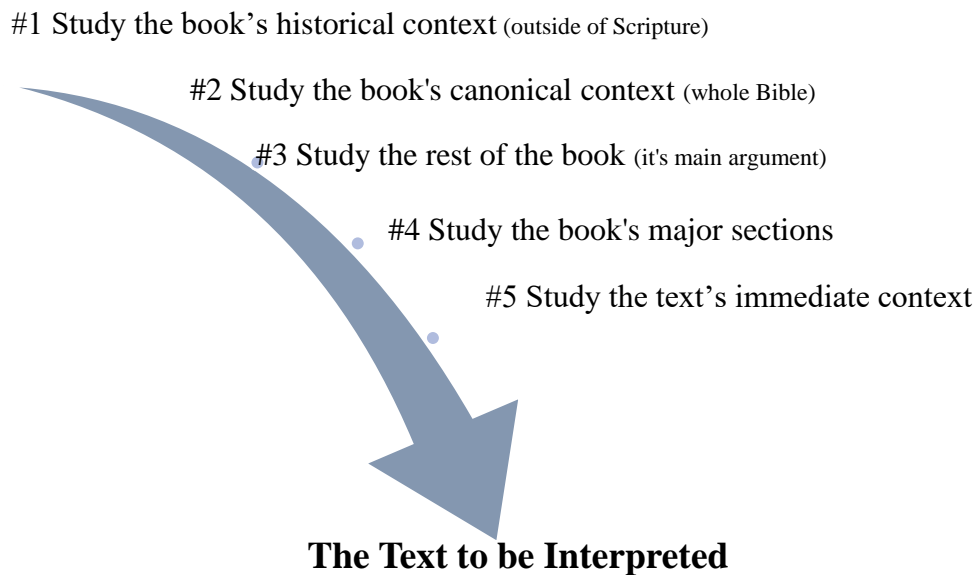 #1 Study the book’s historical context (outside of Scripture)
#2 Study the book's canonical context (whole Bible)
#3 Study the rest of the book (it's main argument)
#4 Study the book's major sections
#5 Study the text’s immediate context
The Text to be Interpreted